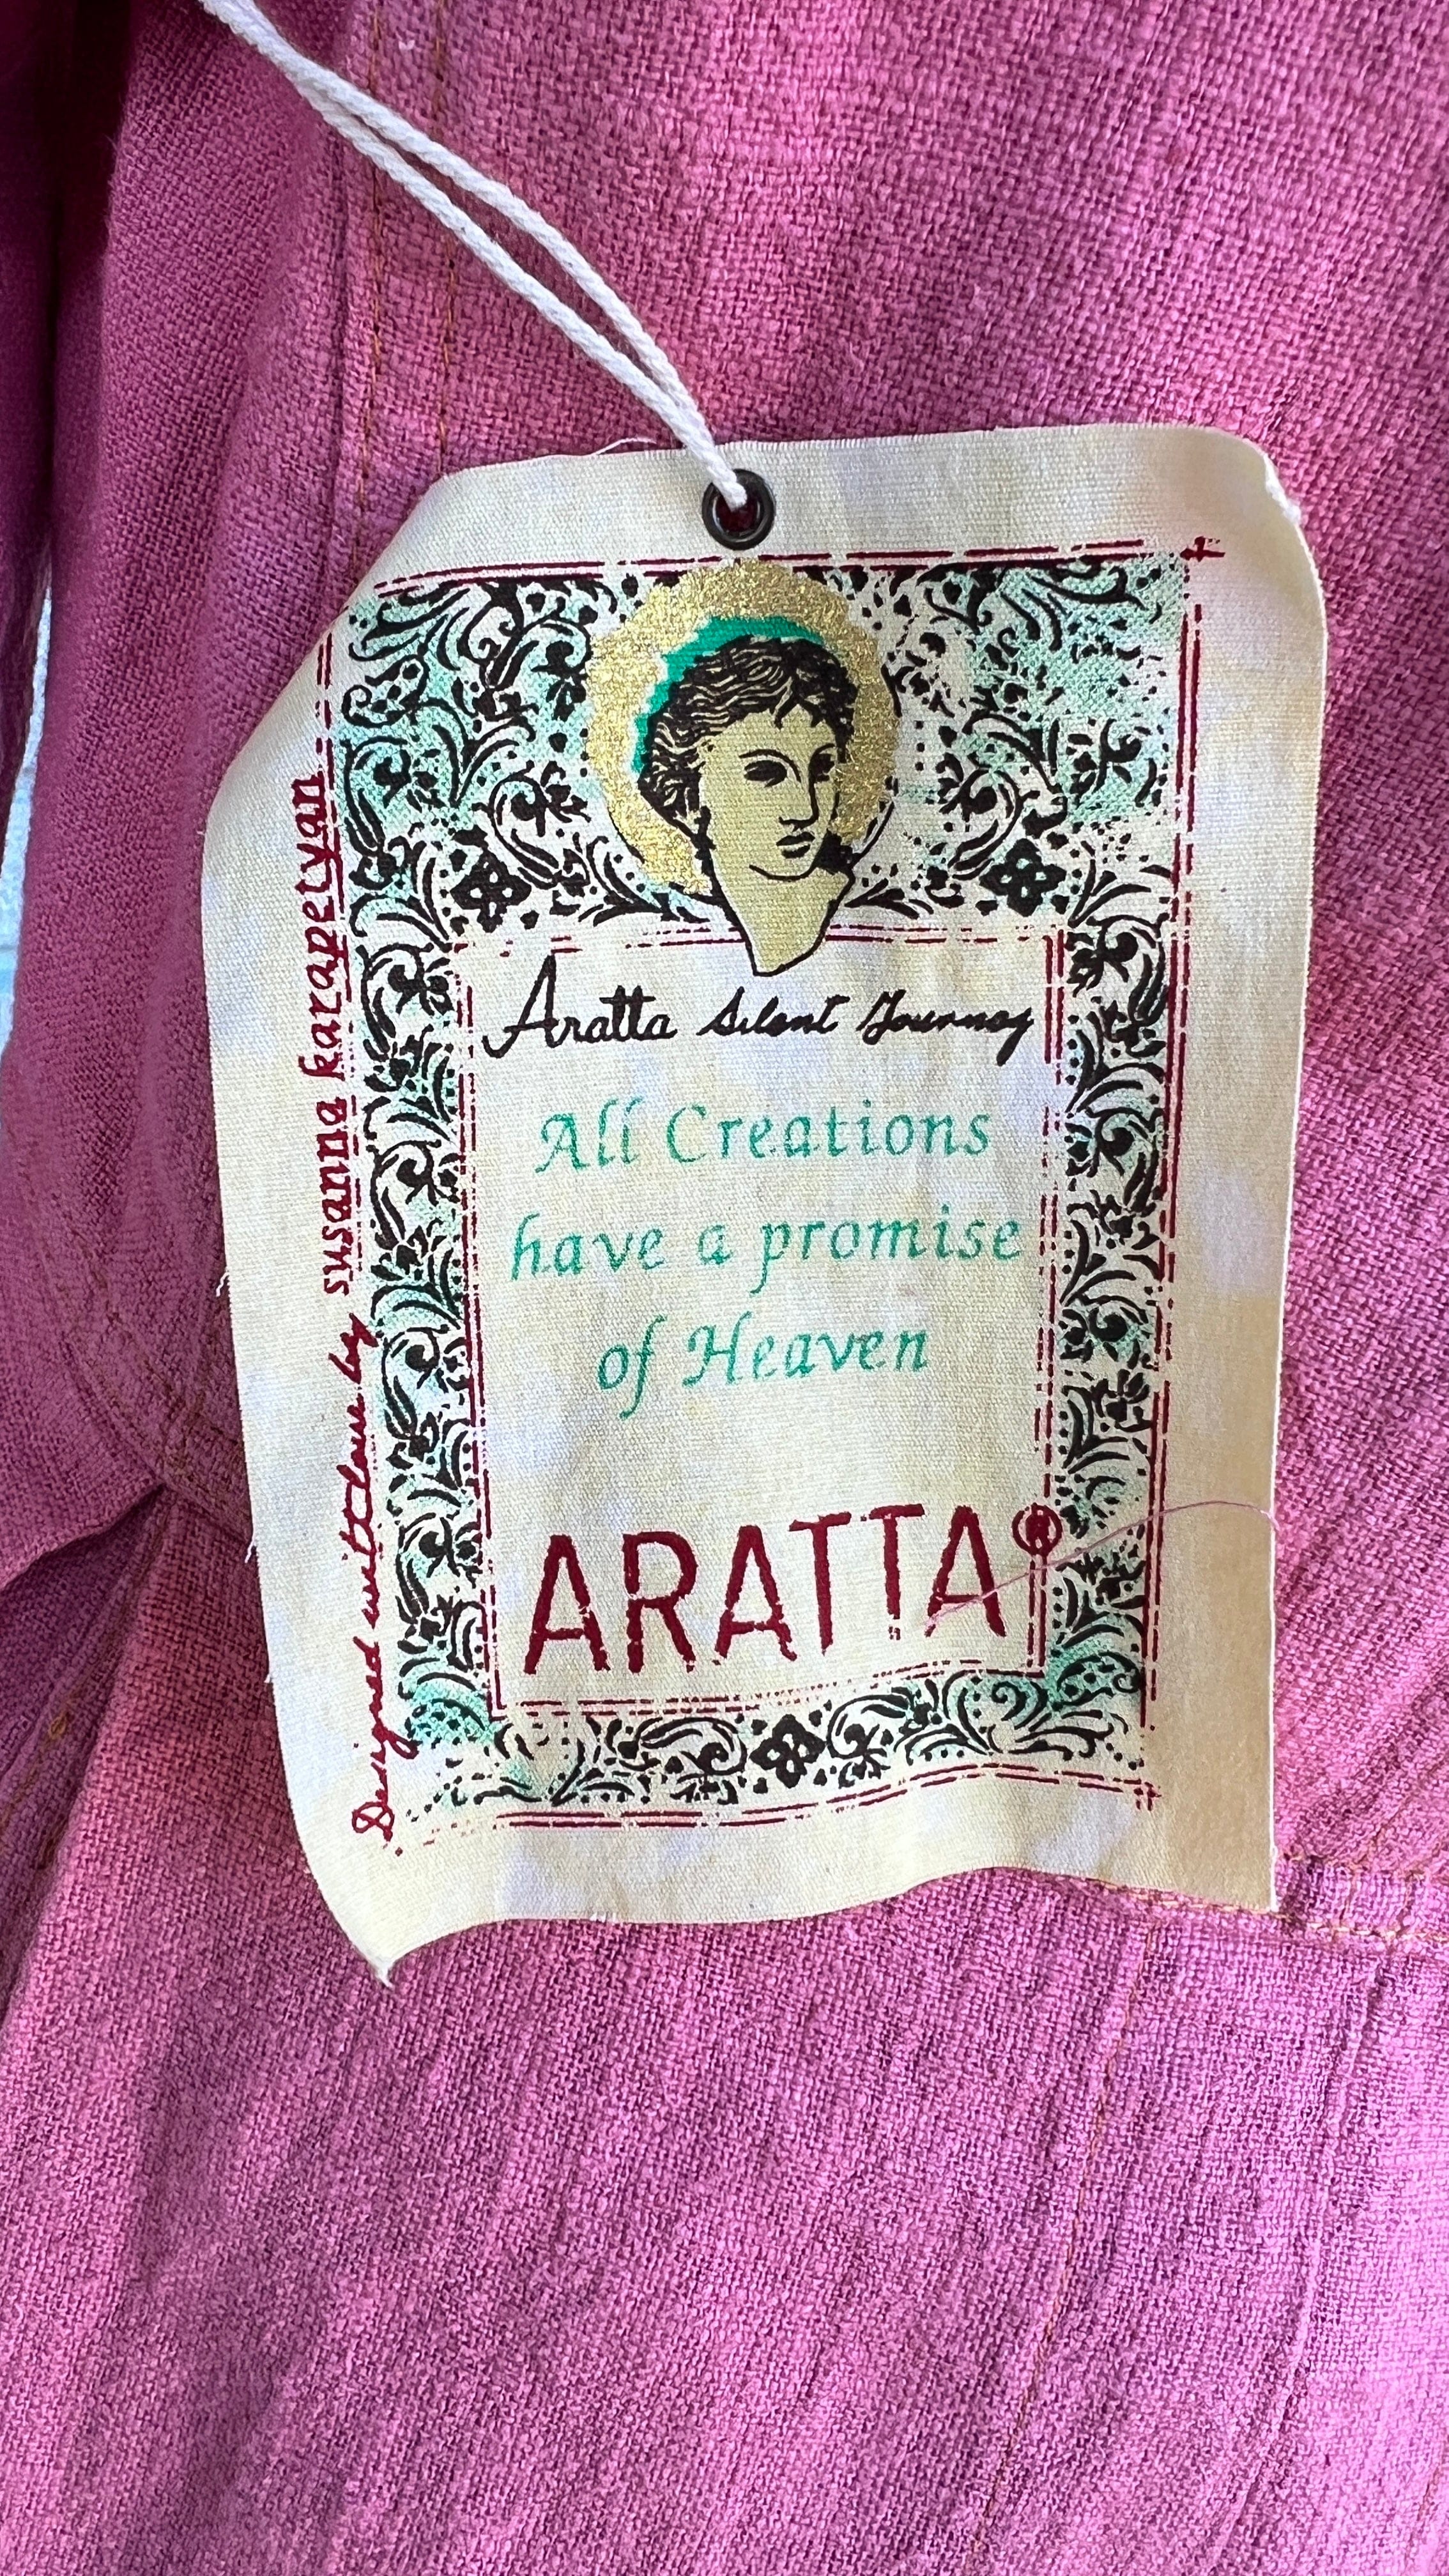 Aratta Silent Journey
All Creations
have a promise
of Heaven
ARATTA®
Designed with love by susanna karapetyan